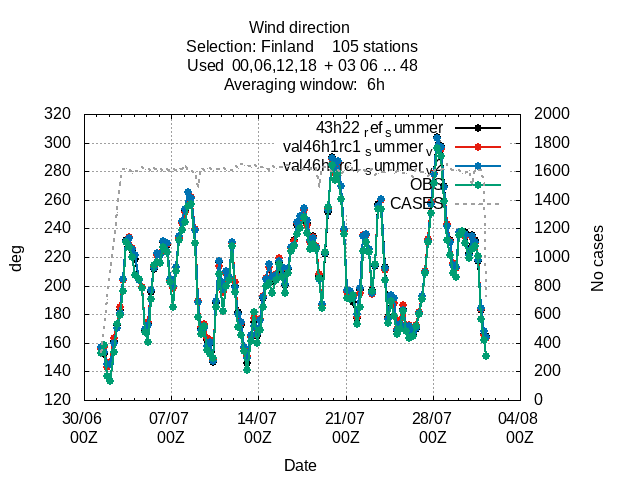 Wind direction
Selection: Finland 105 stations
Used 00,06,12,18 + 03 06 ... 48
Averaging window: 6h
320 2000
300 1800
280 1600
260 1400
240 1200
220 1000
200 800
180 600
160 400
140 200
120 0
43h22refsummer
val46h1rc1summerv
val46h1rc1summerv2
OBS
CASES
deg
No cases
30/06 07/07 14/07 21/07 28/07 04/08
00Z 00Z 00Z 00Z 00Z 00Z
Date